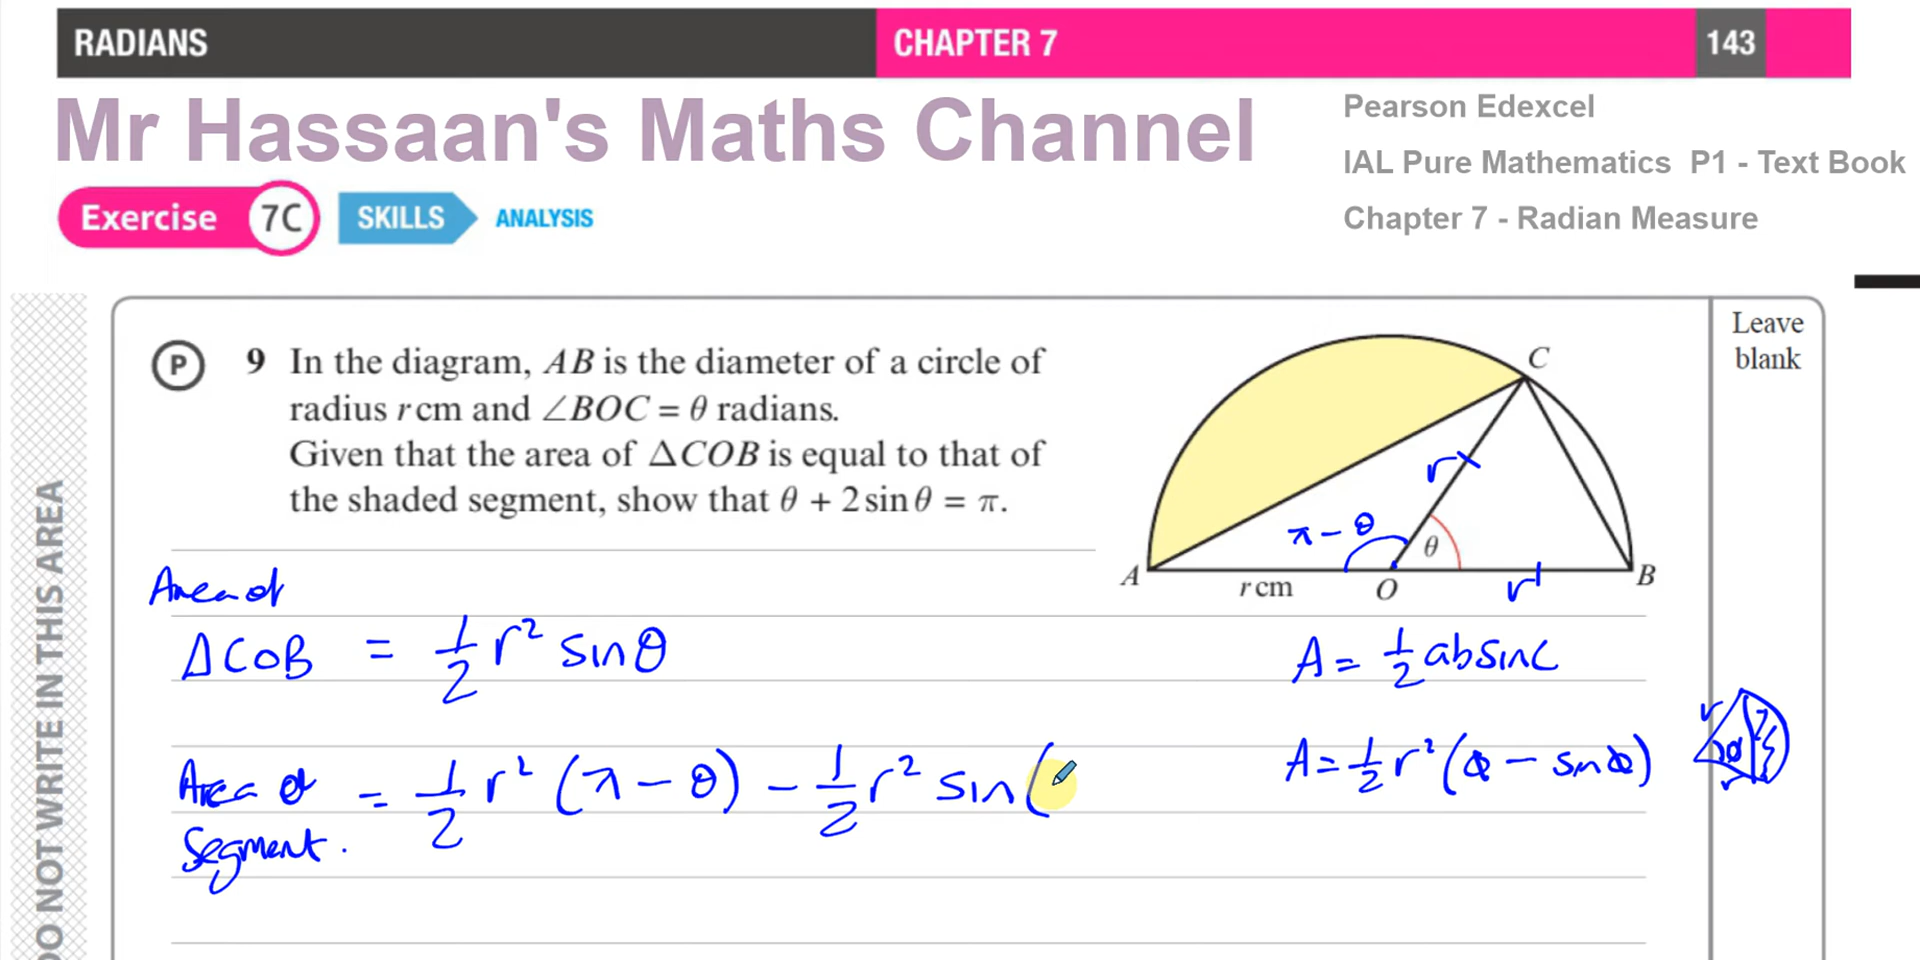 RADIANS CHAPTER 7 143
Mr Hassaan's Maths Channel
Pearson Edexcel
IAL Pure Mathematics P1 - Text Book
Chapter 7 - Radian Measure
Exercise 7C SKILLS ANALYSIS
Leave
blank
P 9 In the diagram, AB is the diameter of a circle of
radius r cm and ∠BOC = θ radians.
Given that the area of ΔCOB is equal to that of
the shaded segment, show that θ + 2 sin θ = π.
C
r
π - θ
θ
A r cm O r B
Area of
ΔCOB = 1/2 r² sinθ
A = 1/2 ab sinC
Area of = 1/2 r² (π - θ) - 1/2 r² sin(
Segment.
A = 1/2 r² (θ - sinθ)
r
θ
r
DO NOT WRITE IN THIS AREA